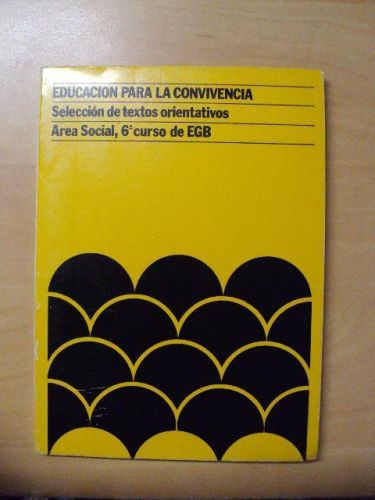 EDUCACION PARA LA CONVIVENCIA
Selección de textos orientativos
Area Social, 6º curso de EGB